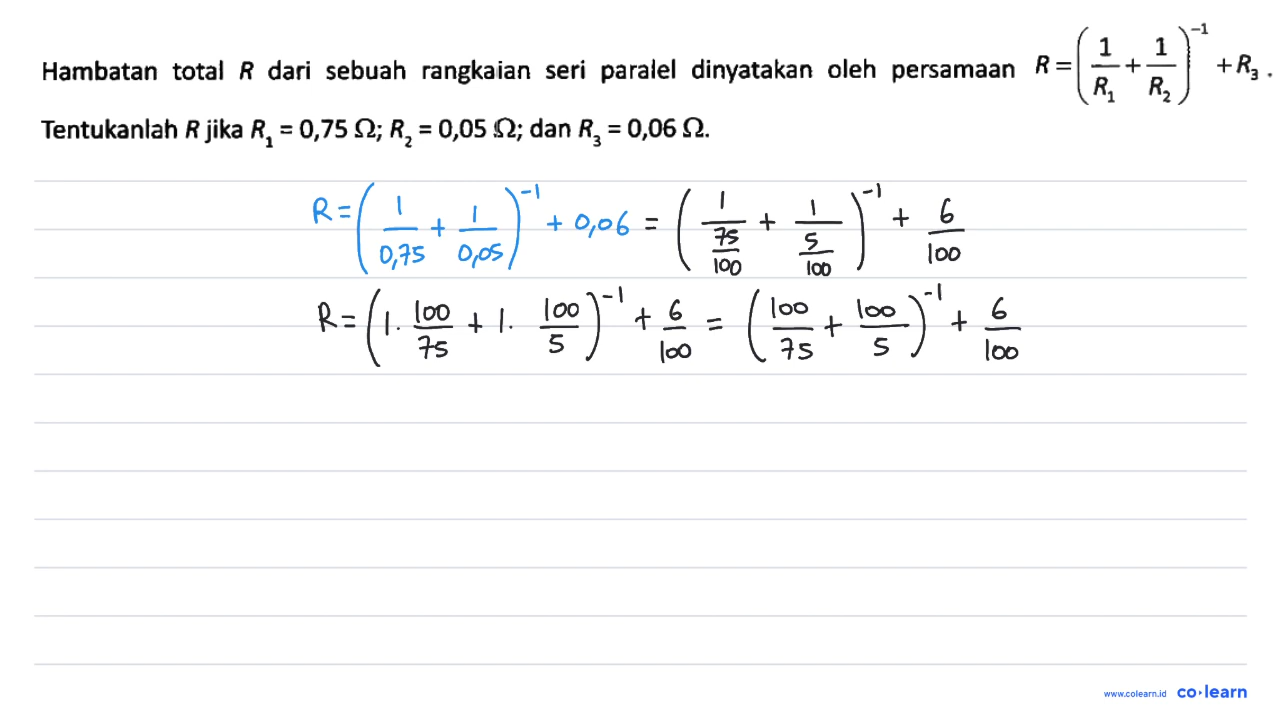 Hambatan total R dari sebuah rangkaian seri paralel dinyatakan oleh persamaan R = (1/R₁ + 1/R₂)⁻¹ + R₃.
Tentukanlah R jika R₁ = 0,75 Ω; R₂ = 0,05 Ω; dan R₃ = 0,06 Ω.
R = (1/0,75 + 1/0,05)⁻¹ + 0,06 = (1/(75/100) + 1/(5/100))⁻¹ + 6/100
R = (1 . 100/75 + 1 . 100/5)⁻¹ + 6/100 = (100/75 + 100/5)⁻¹ + 6/100
www.colearn.id co·learn